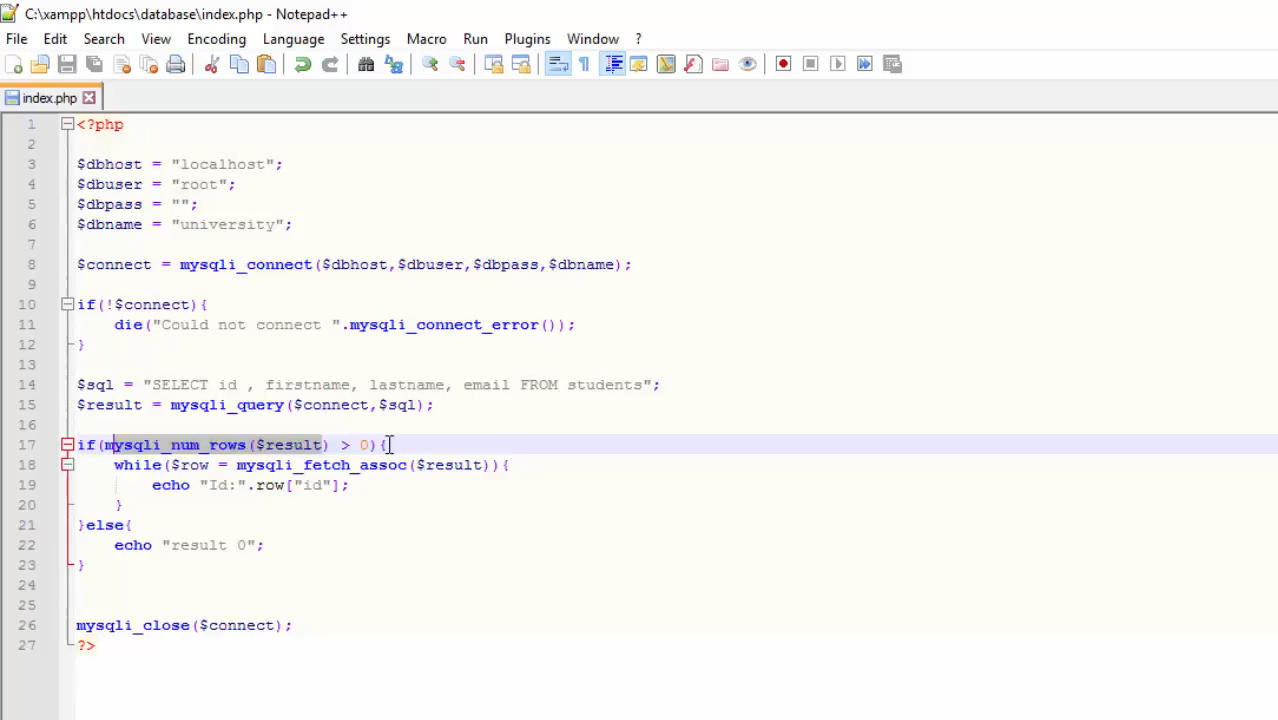 C:\xampp\htdocs\database\index.php - Notepad++
File Edit Search View Encoding Language Settings Macro Run Plugins Window ?
index.php
1 <?php
2
3 $dbhost = "localhost";
4 $dbuser = "root";
5 $dbpass = "";
6 $dbname = "university";
7
8 $connect = mysqli_connect($dbhost,$dbuser,$dbpass,$dbname);
9
10 if(!$connect){
11 die("Could not connect ".mysqli_connect_error());
12 }
13
14 $sql = "SELECT id , firstname, lastname, email FROM students";
15 $result = mysqli_query($connect,$sql);
16
17 if(mysqli_num_rows($result) > 0){
18 while($row = mysqli_fetch_assoc($result)){
19 echo "Id:".row["id"];
20 }
21 }else{
22 echo "result 0";
23 }
24
25
26 mysqli_close($connect);
27 ?>